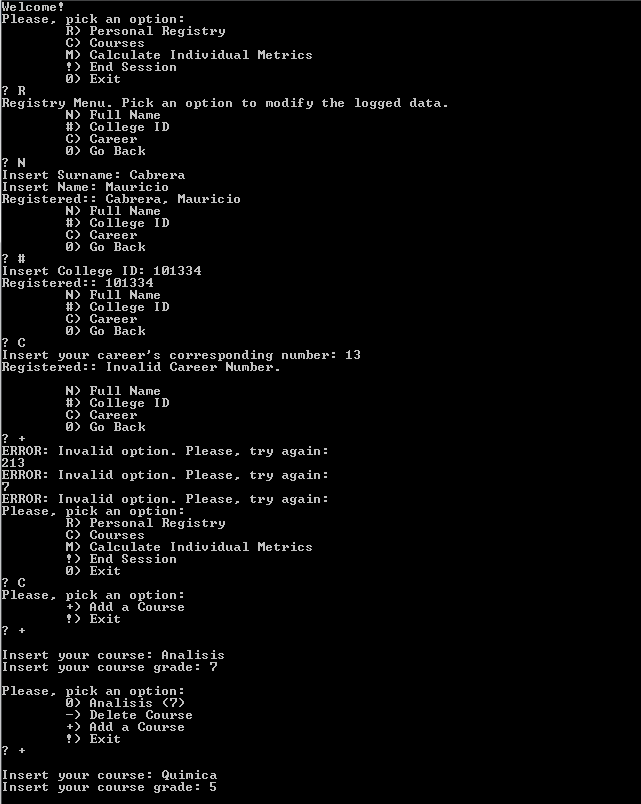 Welcome!
Please, pick an option:
R) Personal Registry
C) Courses
M) Calculate Individual Metrics
!) End Session
0) Exit
? R
Registry Menu. Pick an option to modify the logged data.
N) Full Name
#) College ID
C) Career
0) Go Back
? N
Insert Surname: Cabrera
Insert Name: Mauricio
Registered:: Cabrera, Mauricio
N) Full Name
#) College ID
C) Career
0) Go Back
? #
Insert College ID: 101334
Registered:: 101334
N) Full Name
#) College ID
C) Career
0) Go Back
? C
Insert your career's corresponding number: 13
Registered:: Invalid Career Number.
N) Full Name
#) College ID
C) Career
0) Go Back
? +
ERROR: Invalid option. Please, try again:
213
ERROR: Invalid option. Please, try again:
7
ERROR: Invalid option. Please, try again:
Please, pick an option:
R) Personal Registry
C) Courses
M) Calculate Individual Metrics
!) End Session
0) Exit
? C
Please, pick an option:
+) Add a Course
!) Exit
? +
Insert your course: Analisis
Insert your course grade: 7
Please, pick an option:
0) Analisis (7)
-) Delete Course
+) Add a Course
!) Exit
? +
Insert your course: Quimica
Insert your course grade: 5